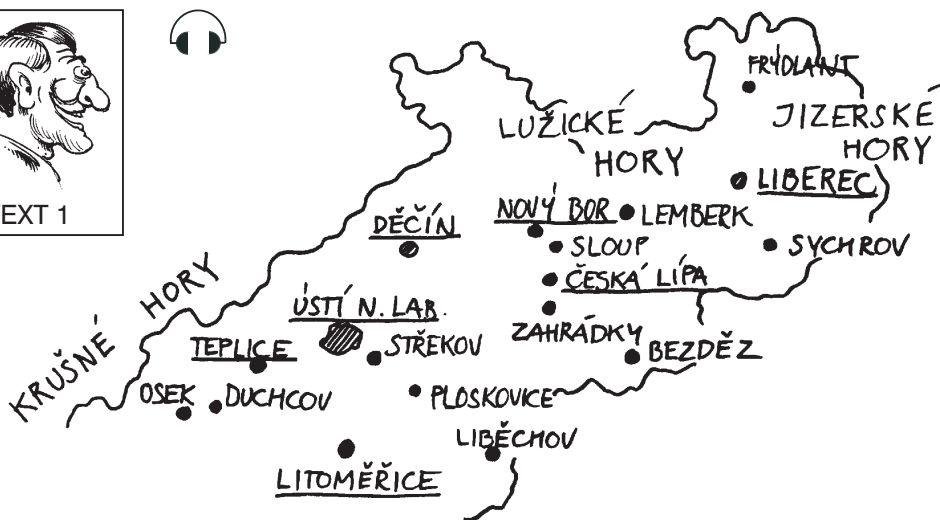 FRÝDLANT
JIZERSKÉ
HORY
LUŽICKÉ
HORY
LIBEREC
EXT 1
NOVÝ BOR
LEMBERK
DĚČÍN
SLOUP
SYCHROV
ČESKÁ LÍPA
KRUŠNÉ HORY
ÚSTÍ N. LAB.
ZAHRÁDKY
STŘEKOV
BEZDĚZ
TEPLICE
OSEK
DUCHCOV
PLOSKOVICE
LIBĚCHOV
LITOMĚŘICE